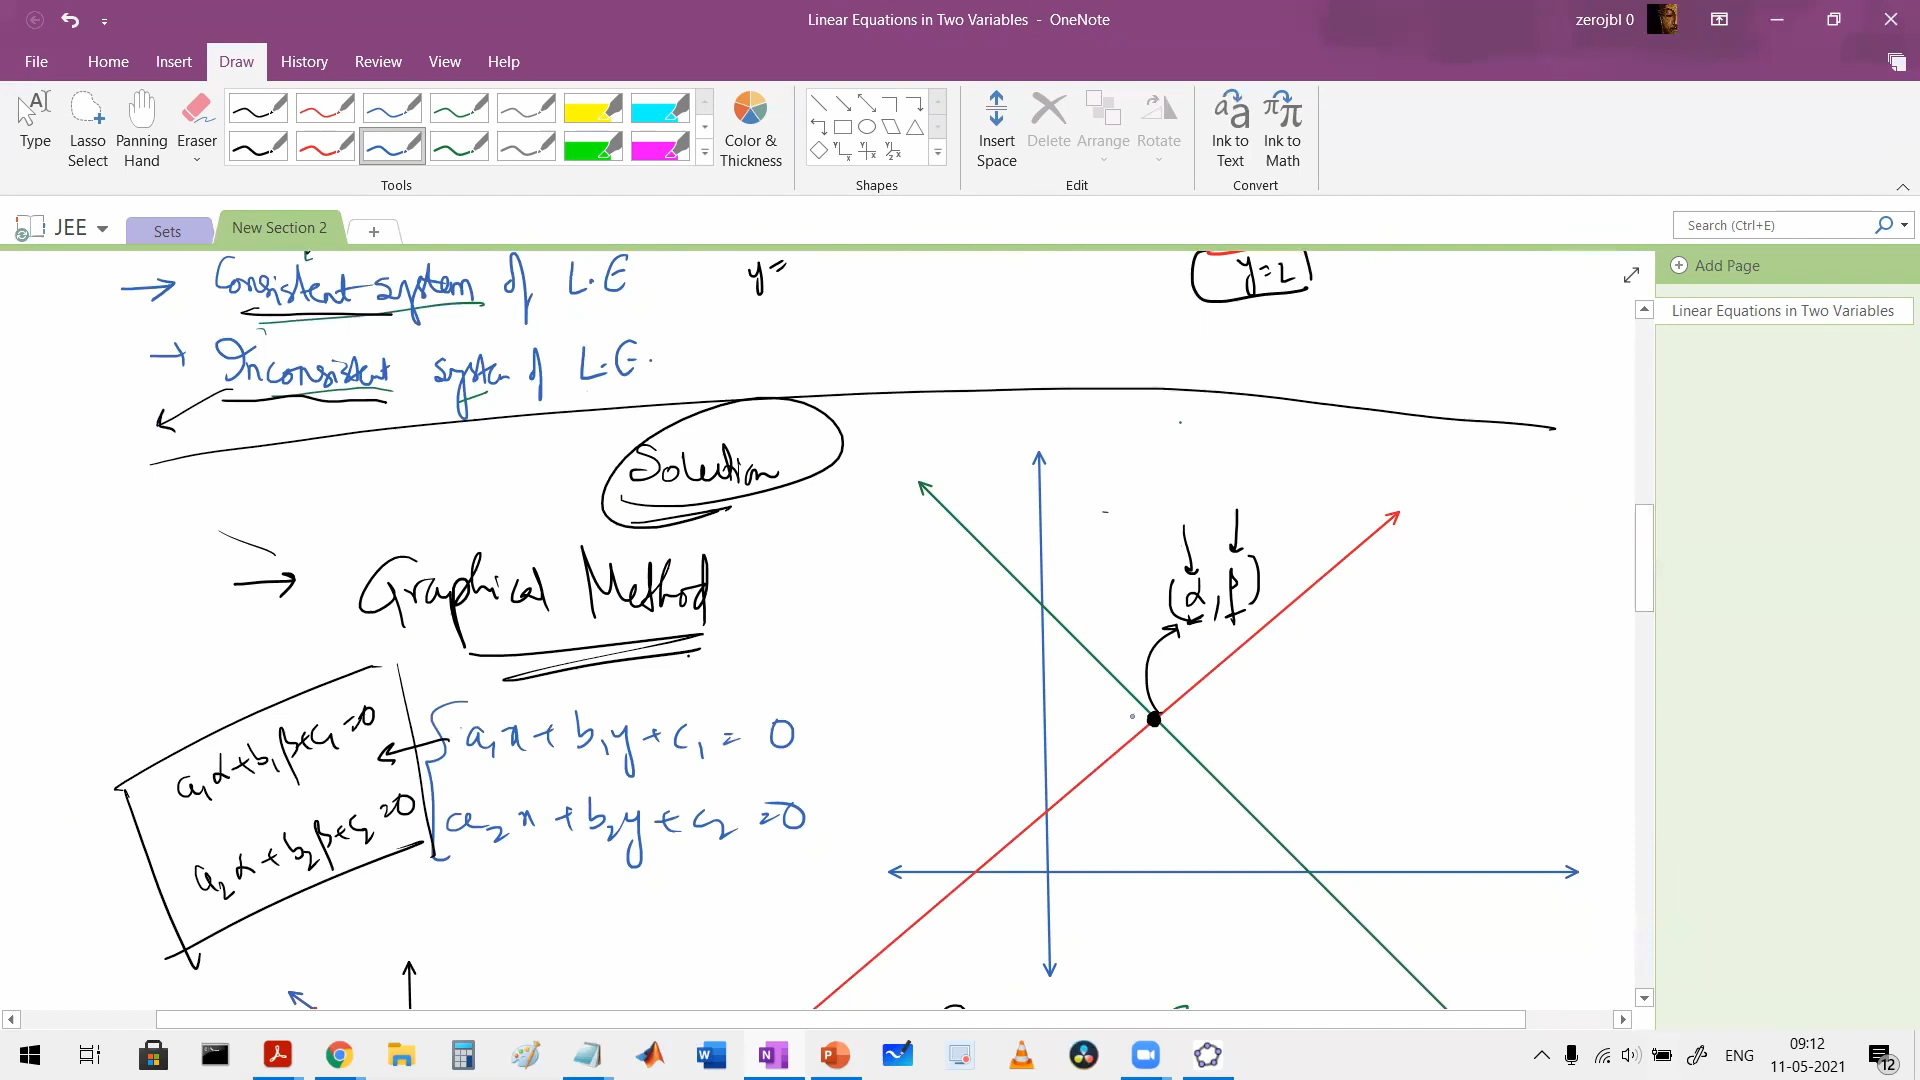 Linear Equations in Two Variables - OneNote
zerojbl 0
File Home Insert Draw History Review View Help
Type
Lasso Select
Panning Hand
Eraser
Color & Thickness
Insert Space
Delete
Arrange
Rotate
Ink to Text
Ink to Math
Tools
Shapes
Edit
Convert
JEE
Sets
New Section 2
Search (Ctrl+E)
Add Page
Linear Equations in Two Variables
→ Consistent system of L.E
y=
y=2
→ Inconsistent system of L.E.
Solution
→ Graphical Method
(α, β)
a₁α+b₁β+c₁=0
a₂α+b₂β+c₂=0
a₁x + b₁y + c₁ = 0
a₂x + b₂y + c₂ = 0
ENG
09:12
11-05-2021
12